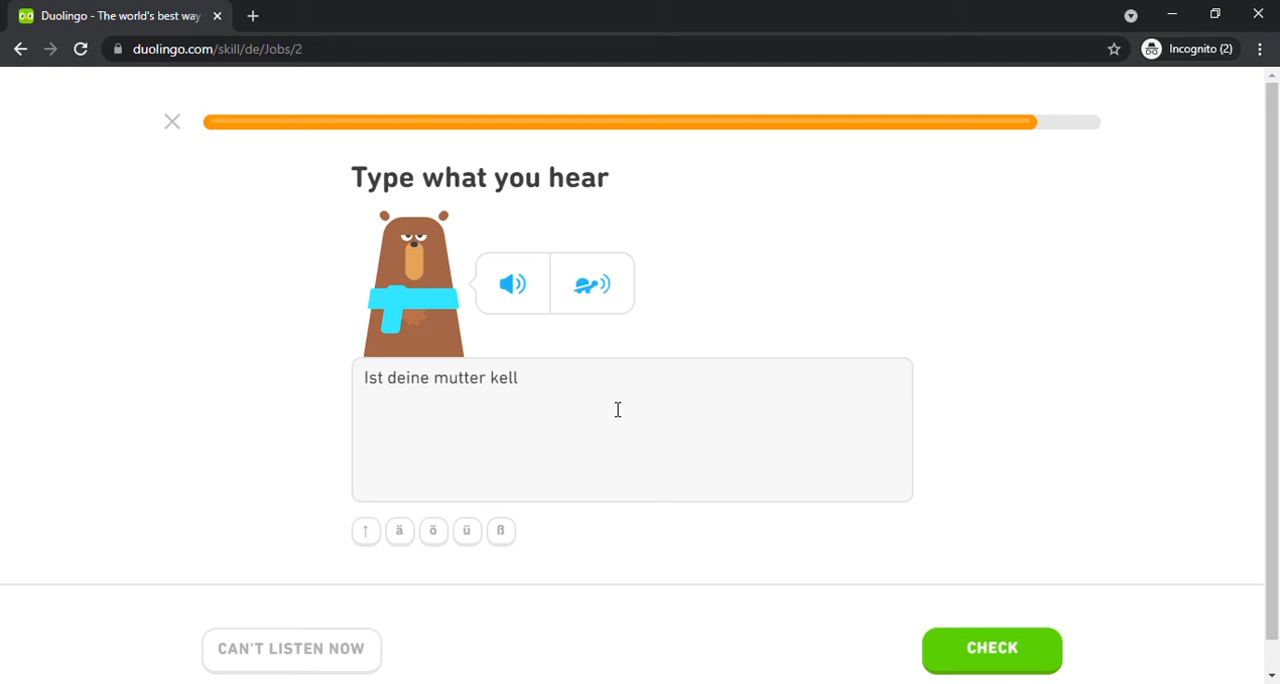 Duolingo - The world's best way
duolingo.com/skill/de/Jobs/2
Incognito (2)
Type what you hear
Ist deine mutter kell
↑ ä ö ü ß
CAN'T LISTEN NOW
CHECK